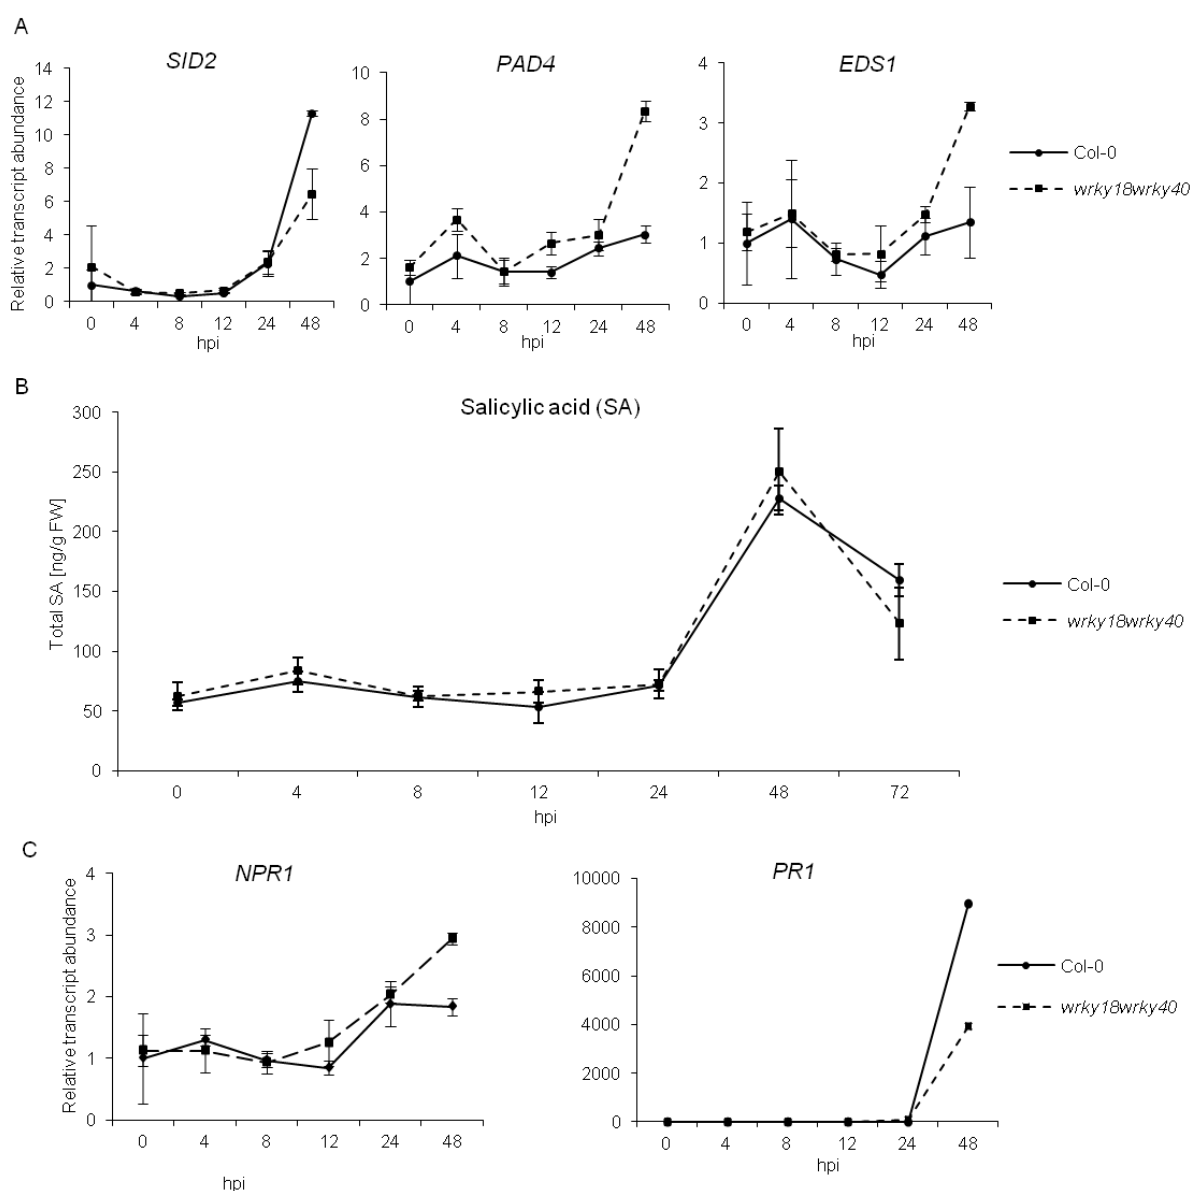 A
SID2
PAD4
EDS1
Relative transcript abundance
14
12
10
8
6
4
2
0
0 4 8 12 24 48
hpi
10
8
6
4
2
0
0 4 8 12 24 48
hpi
4
3
2
1
0
0 4 8 12 24 48
hpi
Col-0
wrky18wrky40
B
Salicylic acid (SA)
Total SA [ng/g FW]
300
250
200
150
100
50
0
0 4 8 12 24 48 72
hpi
Col-0
wrky18wrky40
C
NPR1
Relative transcript abundance
4
3
2
1
0
0 4 8 12 24 48
hpi
PR1
10000
8000
6000
4000
2000
0
0 4 8 12 24 48
hpi
Col-0
wrky18wrky40